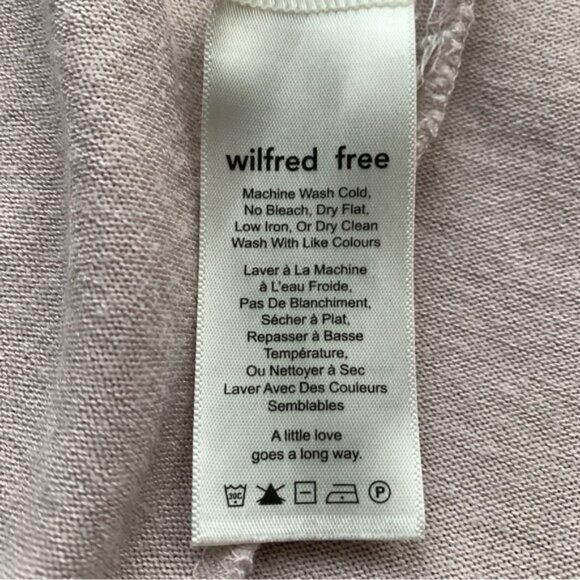 wilfred free
Machine Wash Cold,
No Bleach, Dry Flat,
Low Iron, Or Dry Clean
Wash With Like Colours
Laver à La Machine
à L'eau Froide,
Pas De Blanchiment,
Sécher à Plat,
Repasser à Basse
Température,
Ou Nettoyer à Sec
Laver Avec Des Couleurs
Semblables
A little love
goes a long way.
30C P